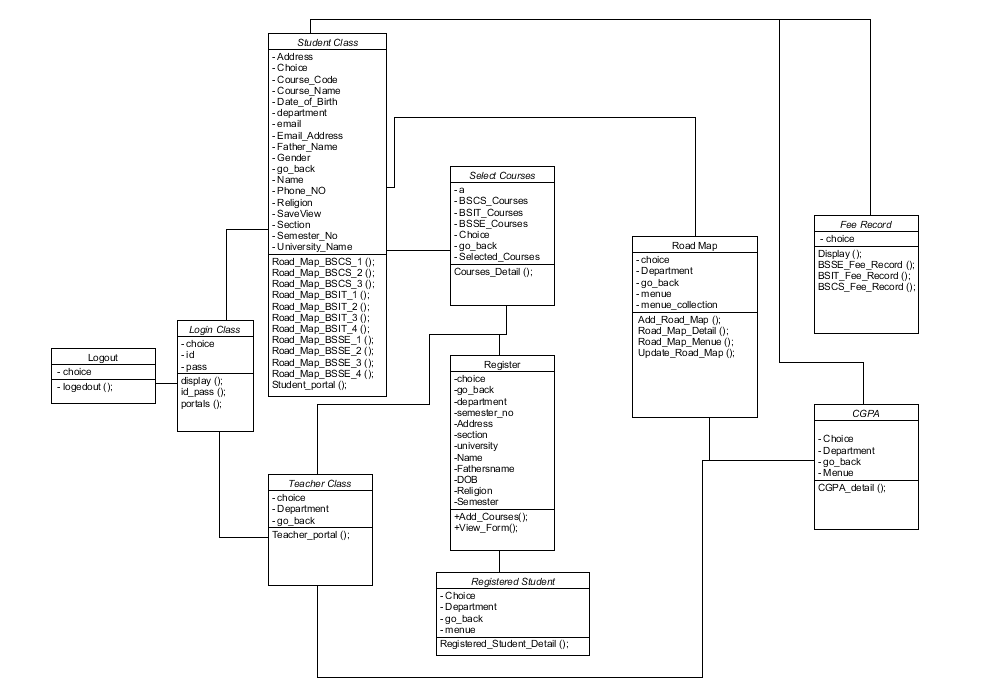 Student Class
- Address
- Choice
- Course_Code
- Course_Name
- Date_of_Birth
- department
- email
- Email_Address
- Father_Name
- Gender
- go_back
- Name
- Phone_NO
- Religion
- SaveView
- Section
- Semester_No
- University_Name
Road_Map_BSCS_1 ();
Road_Map_BSCS_2 ();
Road_Map_BSCS_3 ();
Road_Map_BSIT_1 ();
Road_Map_BSIT_2 ();
Road_Map_BSIT_3 ();
Road_Map_BSIT_4 ();
Road_Map_BSSE_1 ();
Road_Map_BSSE_2 ();
Road_Map_BSSE_3 ();
Road_Map_BSSE_4 ();
Student_portal ();
Select Courses
- a
- BSCS_Courses
- BSIT_Courses
- BSSE_Courses
- Choice
- go_back
- Selected_Courses
Courses_Detail ();
Road Map
- choice
- Department
- go_back
- menue
- menue_collection
Add_Road_Map ();
Road_Map_Detail ();
Road_Map_Menue ();
Update_Road_Map ();
Fee Record
- choice
Display ();
BSSE_Fee_Record ();
BSIT_Fee_Record ();
BSCS_Fee_Record ();
Login Class
- choice
- id
- pass
display ();
id_pass ();
portals ();
Logout
- choice
- logedout ();
Register
-choice
-go_back
-department
-semester_no
-Address
-section
-university
-Name
-Fathersname
-DOB
-Religion
-Semester
+Add_Courses();
+View_Form();
CGPA
- Choice
- Department
- go_back
- Menue
CGPA_detail ();
Teacher Class
- choice
- Department
- go_back
Teacher_portal ();
Registered Student
- Choice
- Department
- go_back
- menue
Registered_Student_Detail ();